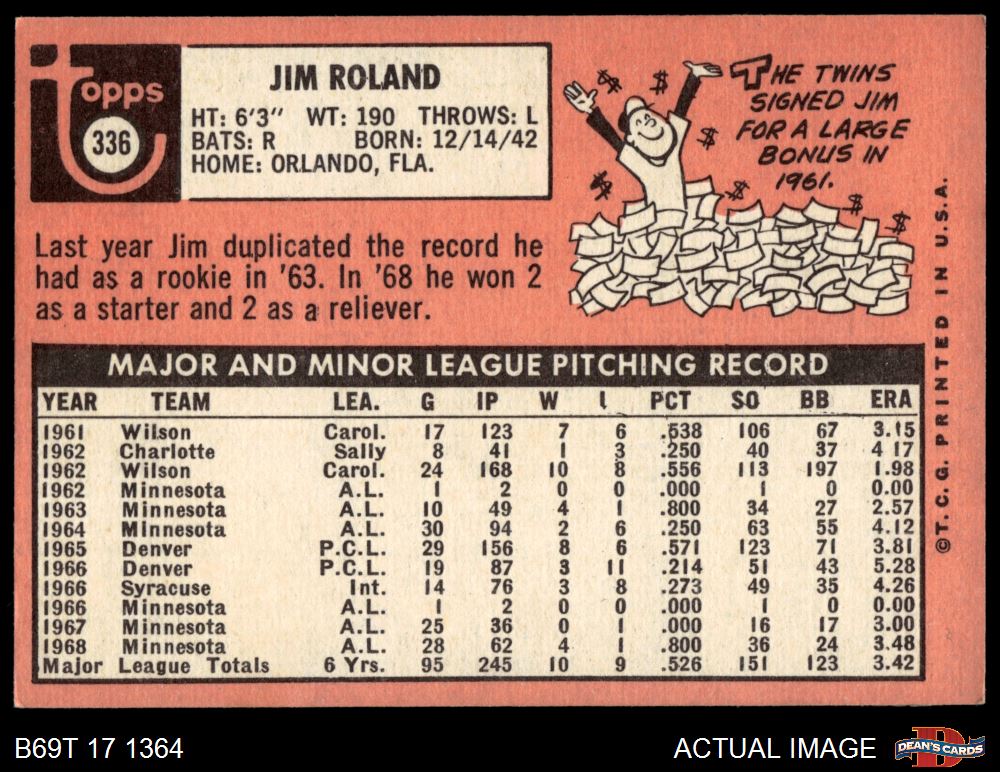 Topps
336
JIM ROLAND
HT: 6'3" WT: 190 THROWS: L
BATS: R BORN: 12/14/42
HOME: ORLANDO, FLA.
THE TWINS
SIGNED JIM
FOR A LARGE
BONUS IN
1961.
Last year Jim duplicated the record he
had as a rookie in '63. In '68 he won 2
as a starter and 2 as a reliever.
MAJOR AND MINOR LEAGUE PITCHING RECORD
YEAR TEAM LEA. G IP W L PCT SO BB ERA
1961 Wilson Carol. 17 123 7 6 .538 106 67 3.15
1962 Charlotte Sally 8 41 1 3 .250 40 37 4.17
1962 Wilson Carol. 24 168 10 8 .556 113 197 1.98
1962 Minnesota A.L. 1 2 0 0 .000 1 0 0.00
1963 Minnesota A.L. 10 49 4 1 .800 34 27 2.57
1964 Minnesota A.L. 30 94 2 6 .250 63 55 4.12
1965 Denver P.C.L. 29 156 8 6 .571 123 71 3.81
1966 Denver P.C.L. 19 87 3 11 .214 51 43 5.28
1966 Syracuse Int. 14 76 3 8 .273 49 35 4.26
1966 Minnesota A.L. 1 2 0 0 .000 1 0 0.00
1967 Minnesota A.L. 25 36 0 1 .000 16 17 3.00
1968 Minnesota A.L. 28 62 4 1 .800 36 24 3.48
Major League Totals 6 Yrs. 95 245 10 9 .526 151 123 3.42
©T.C.G. PRINTED IN U.S.A.
B69T 17 1364
ACTUAL IMAGE
DEAN'S CARDS